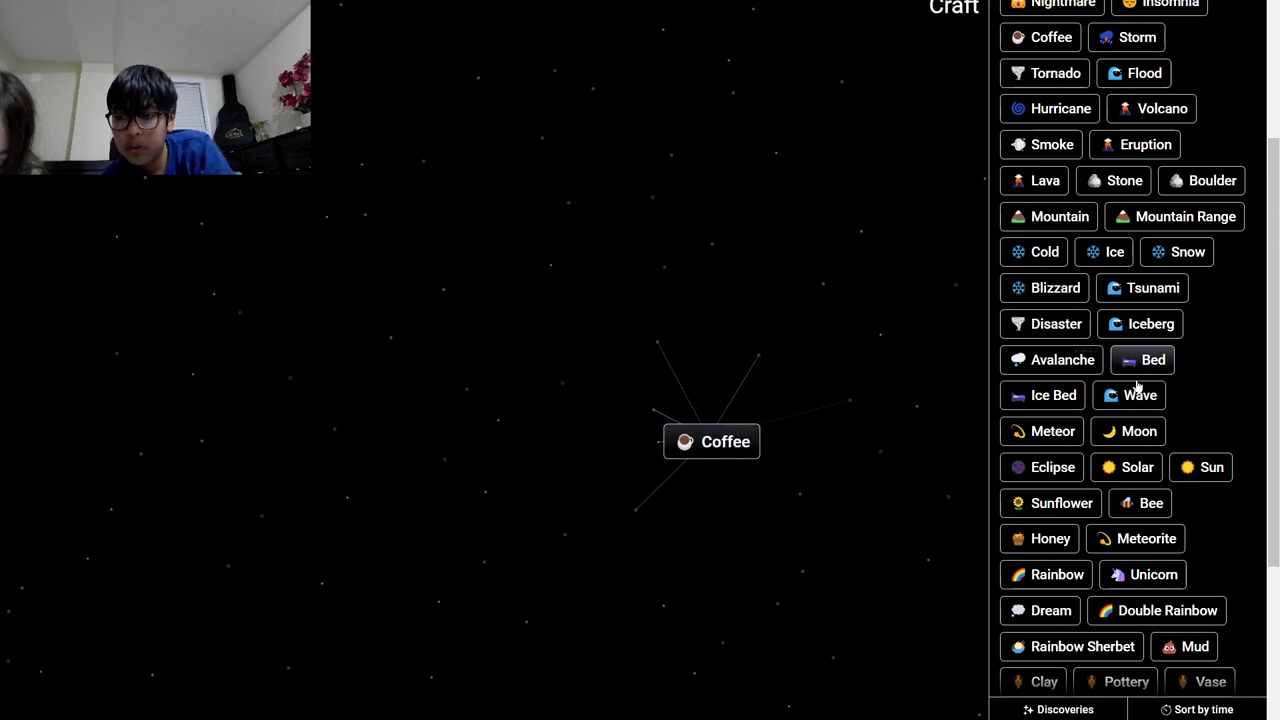 Craft
Nightmare Insomnia
Coffee Storm
Tornado Flood
Hurricane Volcano
Smoke Eruption
Lava Stone Boulder
Mountain Mountain Range
Cold Ice Snow
Blizzard Tsunami
Disaster Iceberg
Avalanche Bed
Ice Bed Wave
Meteor Moon
Coffee
Eclipse Solar Sun
Sunflower Bee
Honey Meteorite
Rainbow Unicorn
Dream Double Rainbow
Rainbow Sherbet Mud
Clay Pottery Vase
Discoveries Sort by time